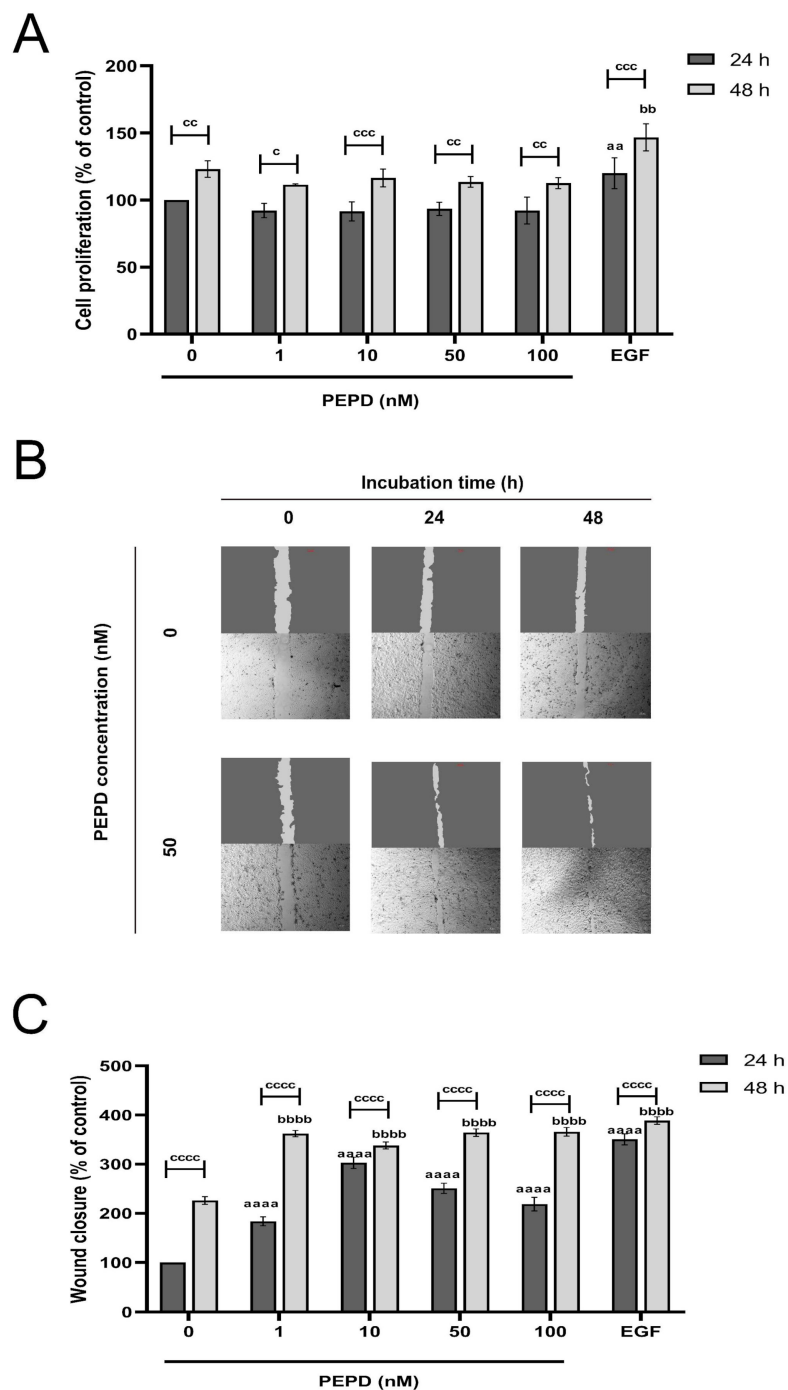 A
Cell proliferation (% of control)
200
150
100
50
0
cc
c
ccc
cc
cc
ccc
aa
bb
24 h
48 h
0 1 10 50 100 EGF
PEPD (nM)
B
Incubation time (h)
0 24 48
PEPD concentration (nM)
0
50
C
Wound closure (% of control)
500
400
300
200
100
0
cccc
cccc
cccc
cccc
cccc
cccc
aaaa
bbbb
aaaa
bbbb
aaaa
bbbb
aaaa
bbbb
aaaa
bbbb
24 h
48 h
0 1 10 50 100 EGF
PEPD (nM)